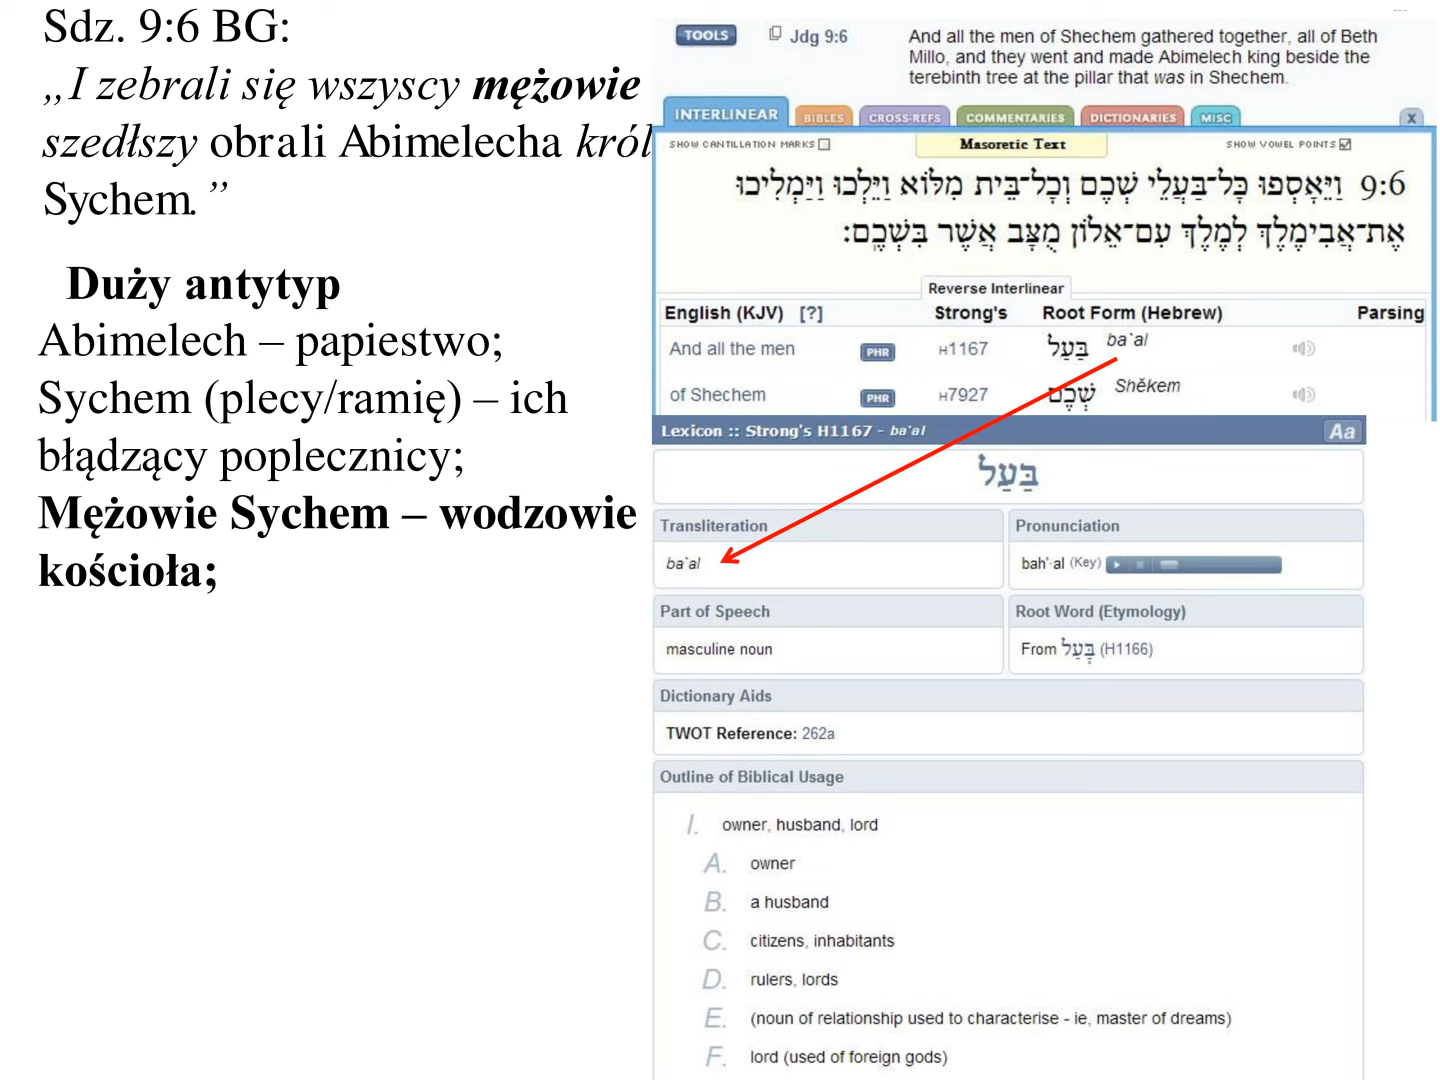 Sdz. 9:6 BG:
„I zebrali się wszyscy mężowie
szedłszy obrali Abimelecha król
Sychem.”
Duży antytyp
Abimelech – papiestwo;
Sychem (plecy/ramię) – ich
błądzący poplecznicy;
Mężowie Sychem – wodzowie
kościoła;
TOOLS Jdg 9:6 And all the men of Shechem gathered together, all of Beth
Millo, and they went and made Abimelech king beside the
terebinth tree at the pillar that was in Shechem.
INTERLINEAR BIBLES CROSS-REFS COMMENTARIES DICTIONARIES MISC X
SHOW CANTILLATION MARKS Masoretic Text SHOW VOWEL POINTS
9:6 וַיֵּאָסְפוּ כָּל־בַּעֲלֵי שְׁכֶם וְכָל־בֵּית מִלּוֹא וַיֵּלְכוּ וַיַּמְלִיכוּ
אֶת־אֲבִימֶלֶךְ לְמֶלֶךְ עִם־אֵלוֹן מֻצָּב אֲשֶׁר בִּשְׁכֶם׃
Reverse Interlinear
English (KJV) [?] Strong's Root Form (Hebrew) Parsing
And all the men PHR H1167 בַּעַל ba`al
of Shechem PHR H7927 שְׁכֶם Shĕkem
Lexicon :: Strong's H1167 - ba`al Aa
בַּעַל
Transliteration Pronunciation
ba`al bah'·al (Key)
Part of Speech Root Word (Etymology)
masculine noun From בָּעַל (H1166)
Dictionary Aids
TWOT Reference: 262a
Outline of Biblical Usage
I. owner, husband, lord
A. owner
B. a husband
C. citizens, inhabitants
D. rulers, lords
E. (noun of relationship used to characterise - ie, master of dreams)
F. lord (used of foreign gods)